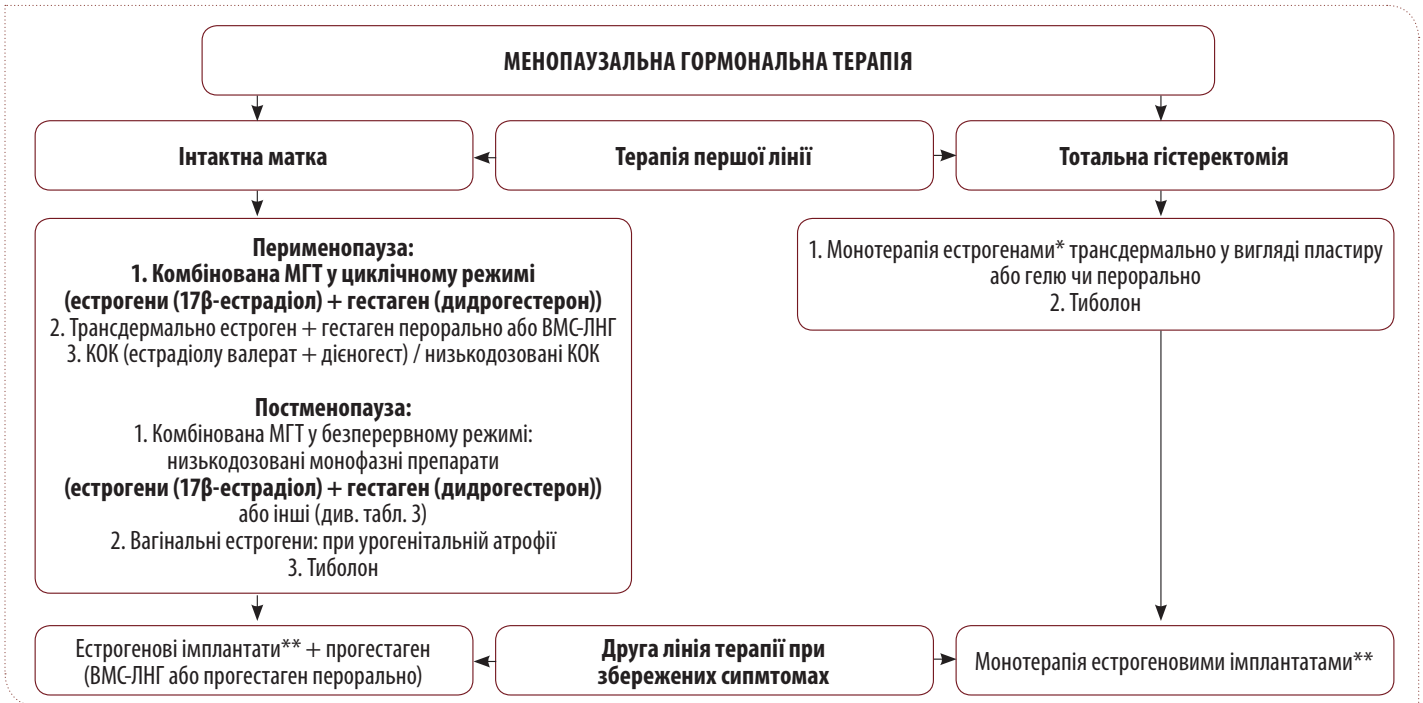 МЕНОПАУЗАЛЬНА ГОРМОНАЛЬНА ТЕРАПІЯ
Інтактна матка
Терапія першої лінії
Тотальна гістеректомія
Перименопауза:
1. Комбінована МГТ у циклічному режимі
(естрогени (17β-естрадіол) + гестаген (дидрогестерон))
2. Трансдермально естроген + гестаген перорально або ВМС-ЛНГ
3. КОК (естрадіолу валерат + дієногест) / низькодозовані КОК
Постменопауза:
1. Комбінована МГТ у безперервному режимі:
низькодозовані монофазні препарати
(естрогени (17β-естрадіол) + гестаген (дидрогестерон))
або інші (див. табл. 3)
2. Вагінальні естрогени: при урогенітальній атрофії
3. Тиболон
1. Монотерапія естрогенами* трансдермально у вигляді пластиру
або гелю чи перорально
2. Тиболон
Естрогенові імплантати** + прогестаген
(ВМС-ЛНГ або прогестаген перорально)
Друга лінія терапії при
збережених сипмтомах
Монотерапія естрогеновими імплантатами**